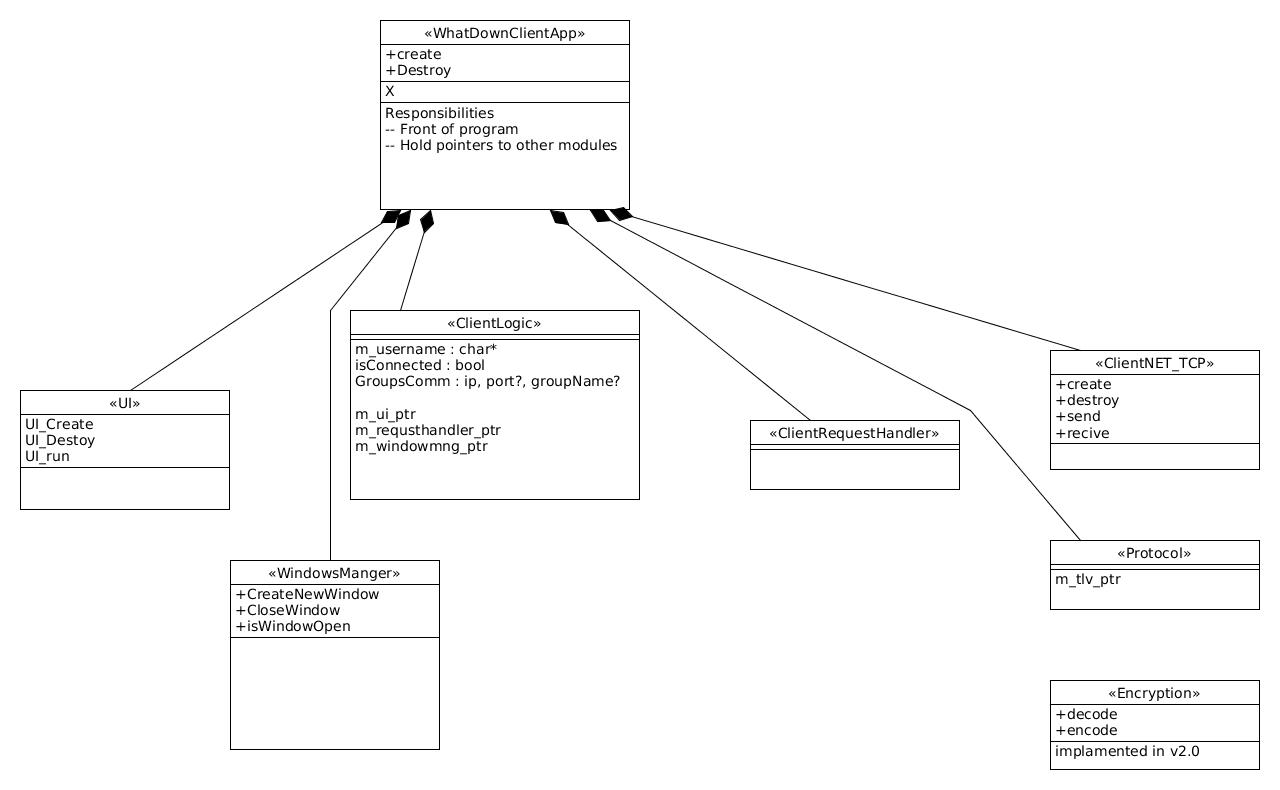 «WhatDownClientApp»
+create
+Destroy
X
Responsibilities
-- Front of program
-- Hold pointers to other modules
«ClientLogic»
m_username : char*
isConnected : bool
GroupsComm : ip, port?, groupName?
m_ui_ptr
m_requsthandler_ptr
m_windowmng_ptr
«ClientNET_TCP»
+create
+destroy
+send
+recive
«UI»
UI_Create
UI_Destoy
UI_run
«ClientRequestHandler»
«WindowsManger»
+CreateNewWindow
+CloseWindow
+isWindowOpen
«Protocol»
m_tlv_ptr
«Encryption»
+decode
+encode
implamented in v2.0